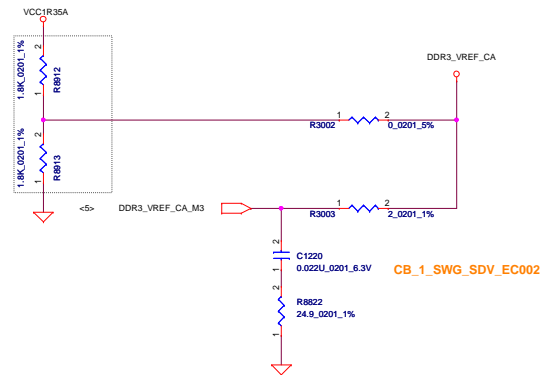 VCC1R35A
DDR3_VREF_CA
2
1.8K_0201_1%
R8912
1
1 2
R3002 0_0201_5%
2
1.8K_0201_1%
R8913
1
<5> DDR3_VREF_CA_M3
1 2
R3003 2_0201_1%
2
C1220
0.022U_0201_6.3V
1
CB_1_SWG_SDV_EC002
2
R8822
24.9_0201_1%
1